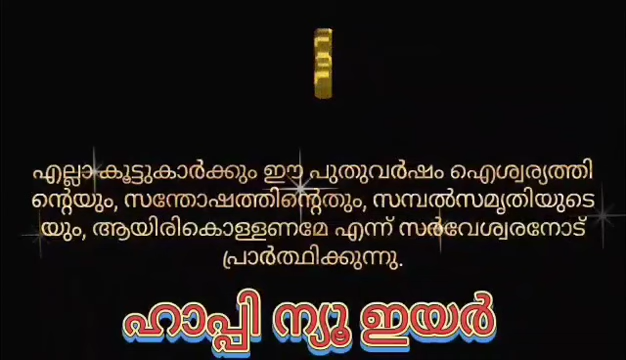 എല്ലാ കൂട്ടുകാർക്കും ഈ പുതുവർഷം ഐശ്വര്യത്തി
ന്റെയും, സന്തോഷത്തിന്റെതും, സമ്പൽസമൃതിയുടെ
യും, ആയിരികൊള്ളണമേ എന്ന് സർവേശ്വരനോട്
പ്രാർത്ഥിക്കുന്നു.
ഹാപ്പി ന്യൂ ഇയർ